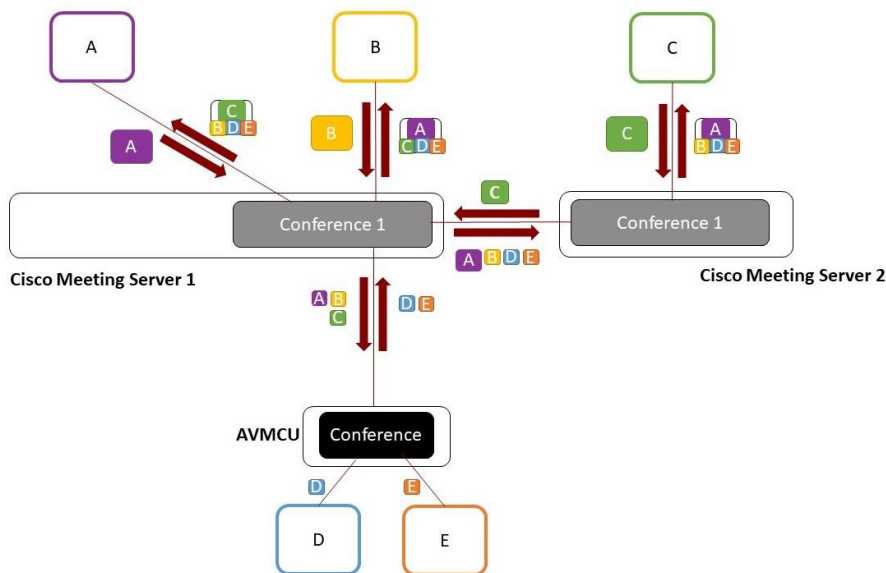 A
B
C
C
B D E
A
B
A
C D E
C
A
B D E
C
Conference 1
Conference 1
A B D E
Cisco Meeting Server 1
Cisco Meeting Server 2
A B
C
D E
AVMCU
Conference
D
E
D
E